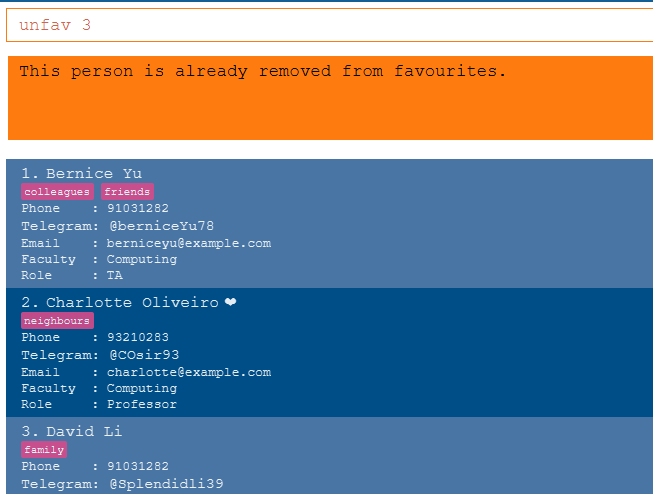 unfav 3
This person is already removed from favourites.
1. Bernice Yu
colleagues friends
Phone    : 91031282
Telegram: @berniceYu78
Email    : berniceyu@example.com
Faculty  : Computing
Role     : TA
2. Charlotte Oliveiro ❤
neighbours
Phone    : 93210283
Telegram: @COsir93
Email    : charlotte@example.com
Faculty  : Computing
Role     : Professor
3. David Li
family
Phone    : 91031282
Telegram: @Splendidli39